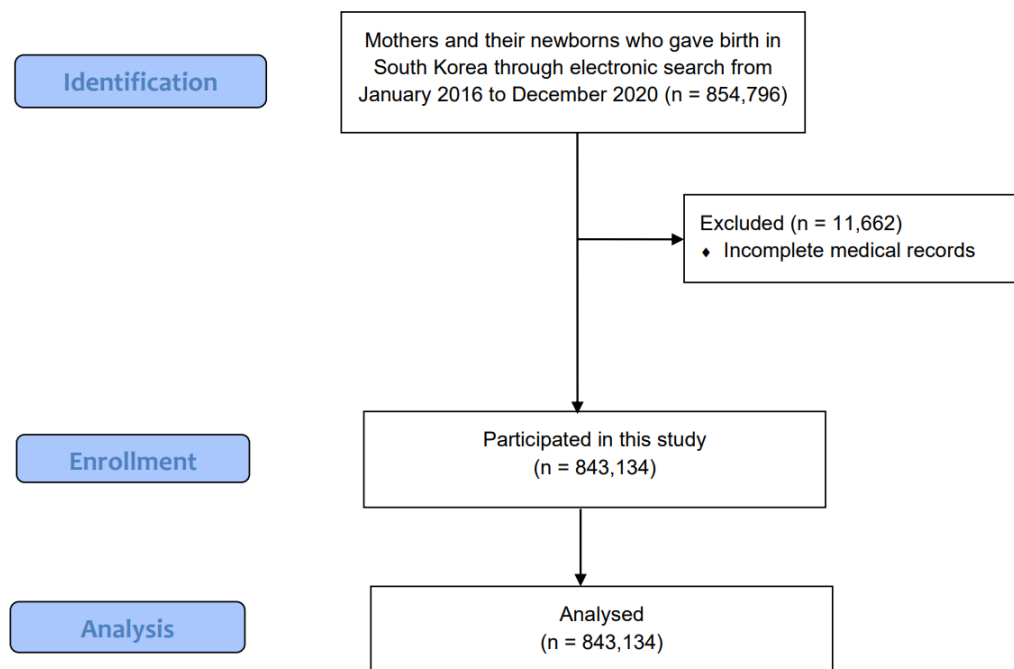 Identification
Mothers and their newborns who gave birth in
South Korea through electronic search from
January 2016 to December 2020 (n = 854,796)
Excluded (n = 11,662)
♦ Incomplete medical records
Enrollment
Participated in this study
(n = 843,134)
Analysis
Analysed
(n = 843,134)